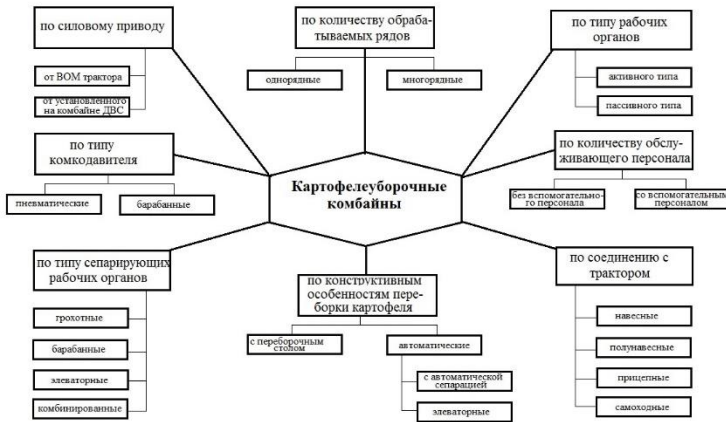 по силовому приводу
от ВОМ трактора
от установленного
на комбайне ДВС
по количеству обраба-
тываемых рядов
однорядные
многорядные
по типу рабочих
органов
активного типа
пассивного типа
по типу
комкодавителя
пневматические
барабанные
Картофелеуборочные
комбайны
по количеству обслу-
живающего персонала
без вспомогательно-
го персонала
со вспомогательным
персоналом
по типу сепарирующих
рабочих органов
грохотные
барабанные
элеваторные
комбинированные
по конструктивным
особенностям пере-
борки картофеля
с переборочным
столом
автоматические
с автоматической
сепарацией
элеваторные
по соединению с
трактором
навесные
полунавесные
прицепные
самоходные